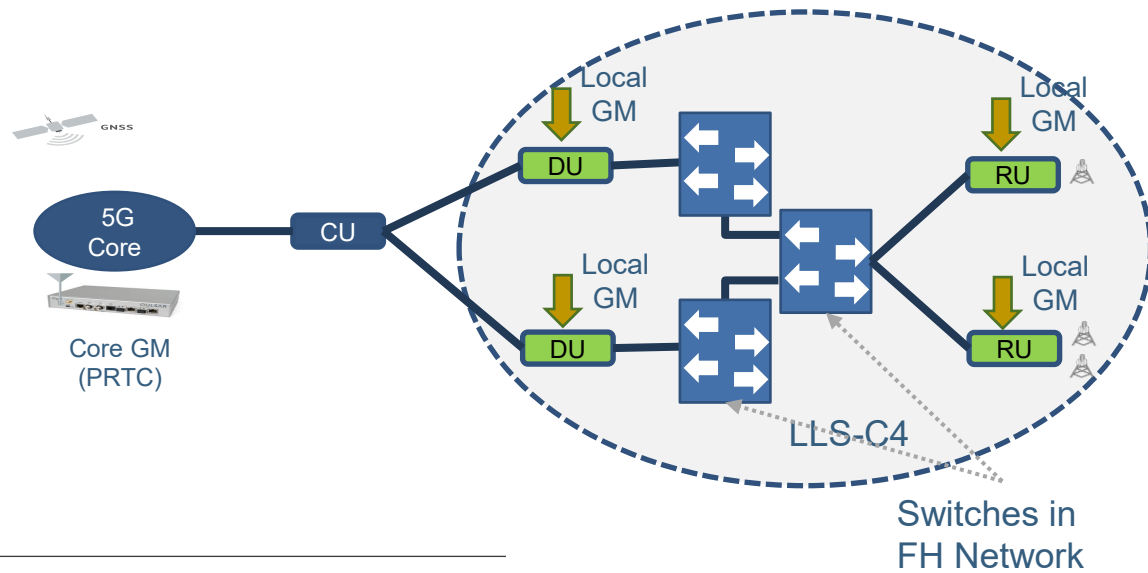 GNSS
5G
Core
Core GM
(PRTC)
CU
Local
GM
DU
Local
GM
DU
Local
GM
RU
Local
GM
RU
LLS-C4
Switches in
FH Network